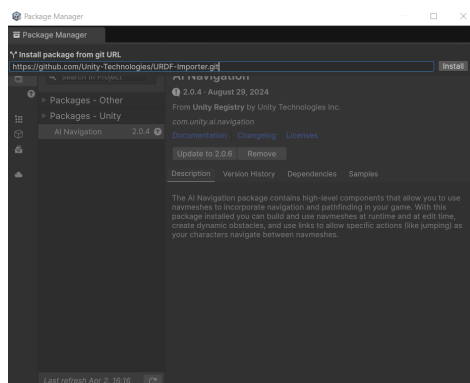 Package Manager
Package Manager
Install package from git URL
https://github.com/Unity-Technologies/URDF-Importer.git
Install
Search in Project
AI Navigation
2.0.4 · August 29, 2024
From Unity Registry by Unity Technologies Inc.
com.unity.ai.navigation
Documentation Changelog Licenses
Packages - Other
Packages - Unity
AI Navigation 2.0.4
Update to 2.0.6 Remove
Description Version History Dependencies Samples
The AI Navigation package contains high-level components that allow you to use
navmeshes to incorporate navigation and pathfinding in your game. With this
package installed you can build and use navmeshes at runtime and at edit time,
create dynamic obstacles, and use links to allow specific actions (like jumping) as
your characters navigate between navmeshes.
Last refresh Apr 2, 16:16